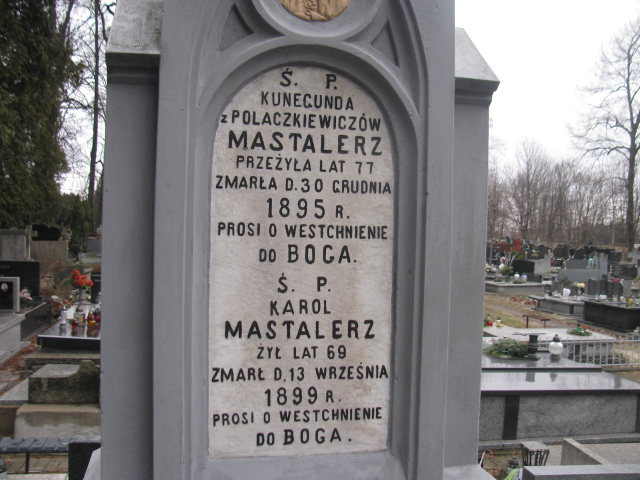 Ś. P.
KUNEGUNDA
z POLACZKIEWICZÓW
MASTALERZ
PRZEŻYŁA LAT 77
ZMARŁA D. 30 GRUDNIA
1895 R.
PROSI O WESTCHNIENIE
DO BOGA.
Ś. P.
KAROL
MASTALERZ
ŻYŁ LAT 69
ZMARŁ D. 13 WRZEŚNIA
1899 R.
PROSI O WESTCHNIENIE
DO BOGA.